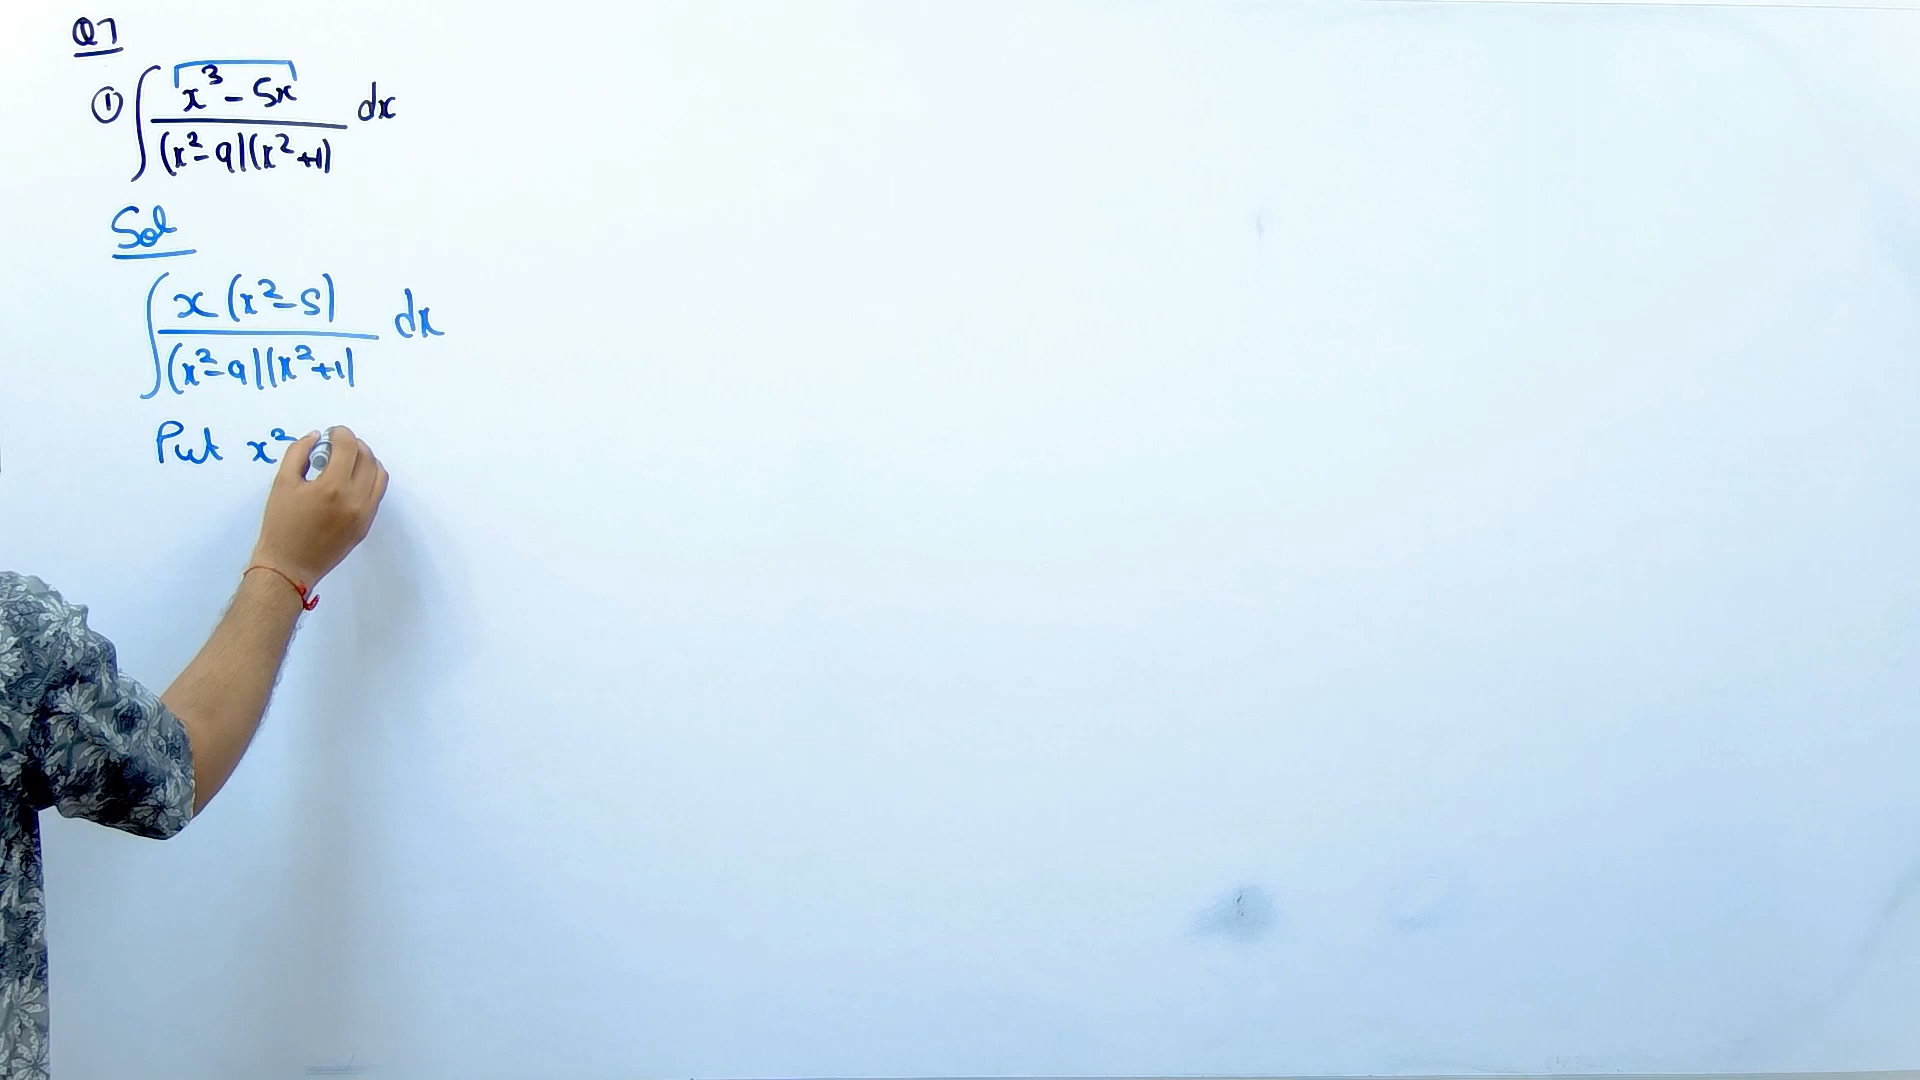 Q7
① ∫ x³ - 5x / (x² - 9)(x² + 1) dx
Sol
∫ x (x² - 5) / (x² - 9)(x² + 1) dx
Put x²